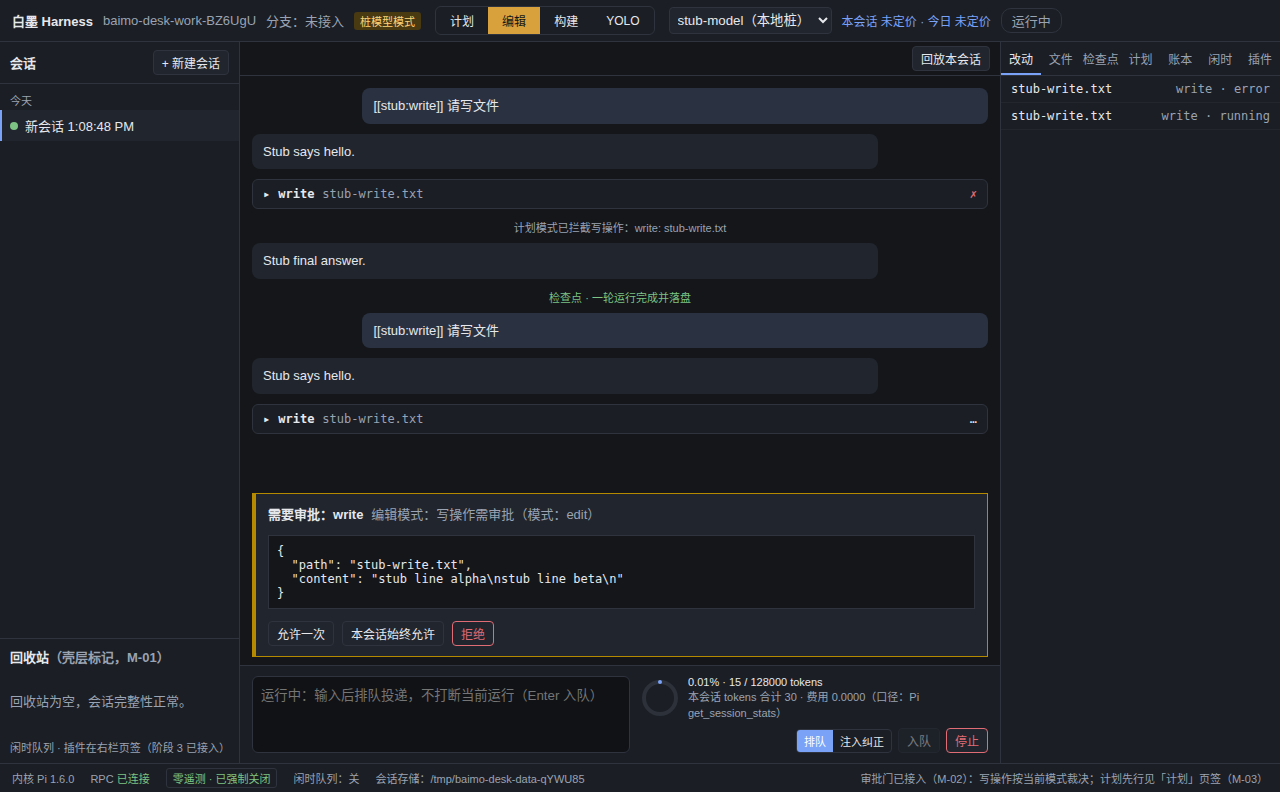 白墨 Harness baimo-desk-work-BZ6UgU 分支：未接入 桩模型模式 计划 编辑 构建 YOLO stub-model（本地桩） 本会话 未定价 · 今日 未定价 运行中
会话 + 新建会话
今天
新会话 1:08:48 PM
回收站（壳层标记，M-01）
回收站为空，会话完整性正常。
闲时队列 · 插件在右栏页签（阶段 3 已接入）
回放本会话
[[stub:write]] 请写文件
Stub says hello.
▸ write stub-write.txt ✗
计划模式已拦截写操作：write: stub-write.txt
Stub final answer.
检查点 · 一轮运行完成并落盘
[[stub:write]] 请写文件
Stub says hello.
▸ write stub-write.txt …
需要审批：write 编辑模式：写操作需审批（模式：edit）
{
"path": "stub-write.txt",
"content": "stub line alpha\nstub line beta\n"
}
允许一次 本会话始终允许 拒绝
运行中：输入后排队投递，不打断当前运行（Enter 入队）
0.01% · 15 / 128000 tokens
本会话 tokens 合计 30 · 费用 0.0000（口径：Pi
get_session_stats）
排队 注入纠正 入队 停止
改动 文件 检查点 计划 账本 闲时 插件
stub-write.txt write · error
stub-write.txt write · running
内核 Pi 1.6.0 RPC 已连接 零遥测 · 已强制关闭 闲时队列：关 会话存储：/tmp/baimo-desk-data-qYWU85 审批门已接入（M-02）：写操作按当前模式裁决；计划先行见「计划」页签（M-03）